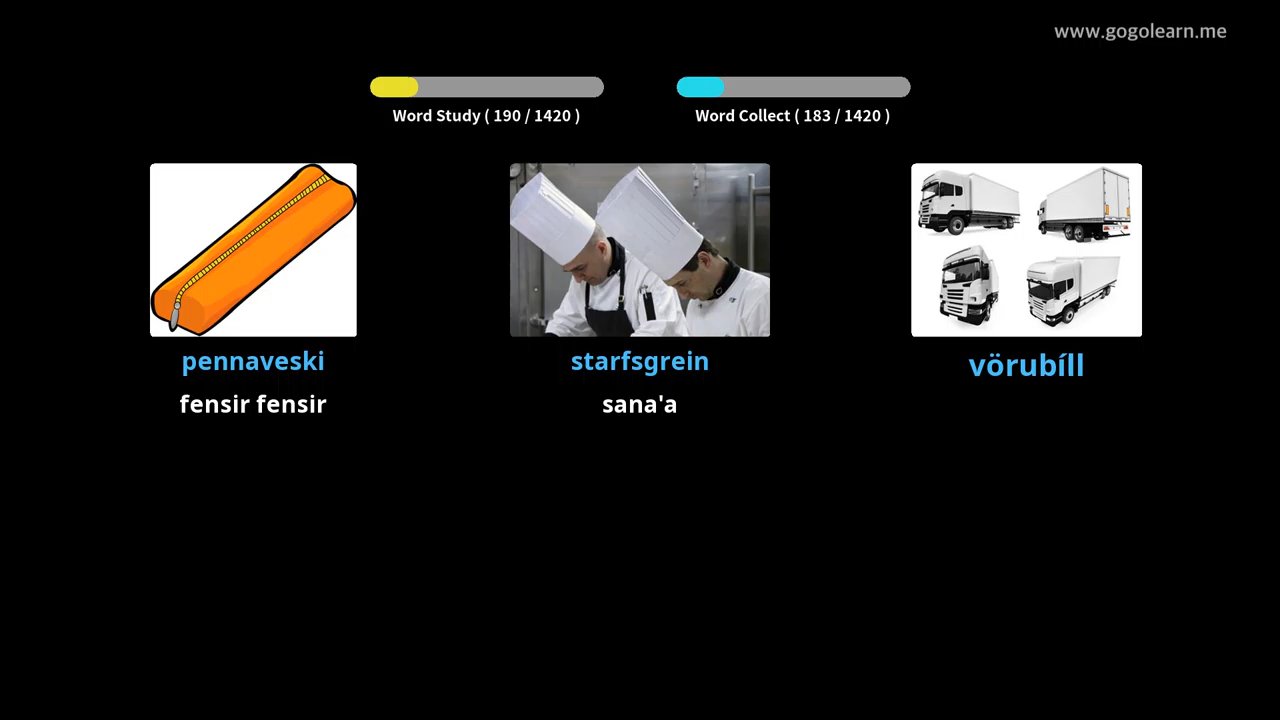 www.gogolearn.me
Word Study ( 190 / 1420 )
Word Collect ( 183 / 1420 )
pennaveski
starfsgrein
vörubíll
fensir fensir
sana'a